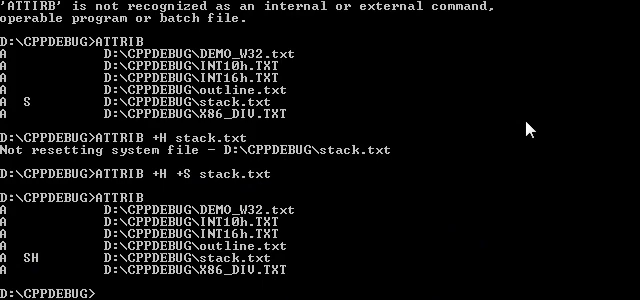 'ATTIRB' is not recognized as an internal or external command,
operable program or batch file.
D:\CPPDEBUG>ATTRIB
A            D:\CPPDEBUG\DEMO_W32.txt
A            D:\CPPDEBUG\INT10h.TXT
A            D:\CPPDEBUG\INT16h.TXT
A            D:\CPPDEBUG\outline.txt
A  S         D:\CPPDEBUG\stack.txt
A            D:\CPPDEBUG\X86_DIV.TXT
D:\CPPDEBUG>ATTRIB +H stack.txt
Not resetting system file - D:\CPPDEBUG\stack.txt
D:\CPPDEBUG>ATTRIB +H +S stack.txt
D:\CPPDEBUG>ATTRIB
A            D:\CPPDEBUG\DEMO_W32.txt
A            D:\CPPDEBUG\INT10h.TXT
A            D:\CPPDEBUG\INT16h.TXT
A            D:\CPPDEBUG\outline.txt
A  SH        D:\CPPDEBUG\stack.txt
A            D:\CPPDEBUG\X86_DIV.TXT
D:\CPPDEBUG>